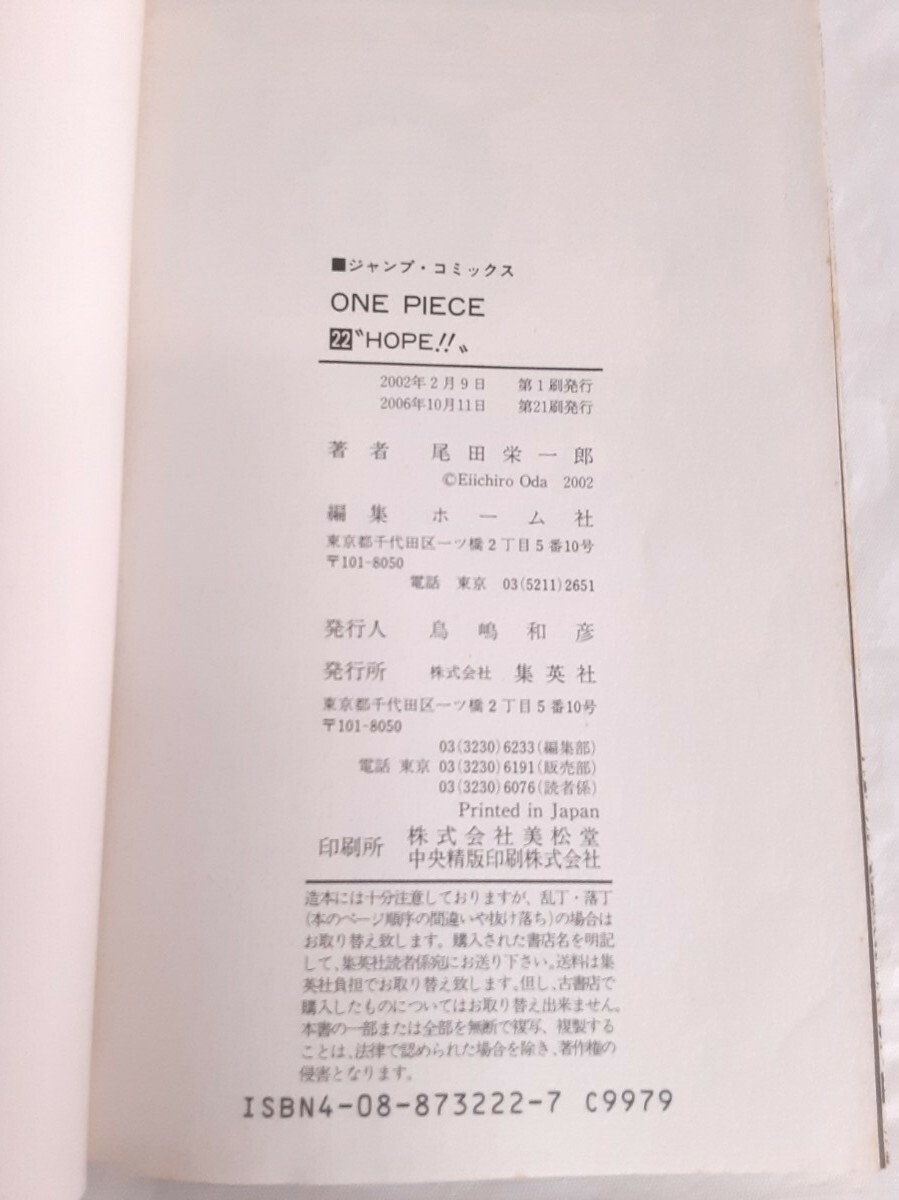 ■ジャンプ・コミックス
ONE PIECE
22〝HOPE!!〟
2002年2月9日 第1刷発行
2006年10月11日 第21刷発行
著者 尾田栄一郎
©Eiichiro Oda 2002
編集 ホーム社
東京都千代田区一ツ橋2丁目5番10号
〒101-8050
電話 東京 03(5211)2651
発行人 鳥嶋和彦
発行所 株式会社 集英社
東京都千代田区一ツ橋2丁目5番10号
〒101-8050
03(3230)6233(編集部)
電話 東京 03(3230)6191(販売部)
03(3230)6076(読者係)
Printed in Japan
印刷所 株式会社美松堂
中央精版印刷株式会社
造本には十分注意しておりますが、乱丁・落丁
(本のページ順序の間違いや抜け落ち)の場合は
お取り替え致します。購入された書店名を明記
して、集英社読者係宛にお送り下さい。送料は集
英社負担でお取り替え致します。但し、古書店で
購入したものについてはお取り替え出来ません。
本書の一部または全部を無断で複写、複製する
ことは、法律で認められた場合を除き、著作権の
侵害となります。
ISBN4-08-873222-7 C9979